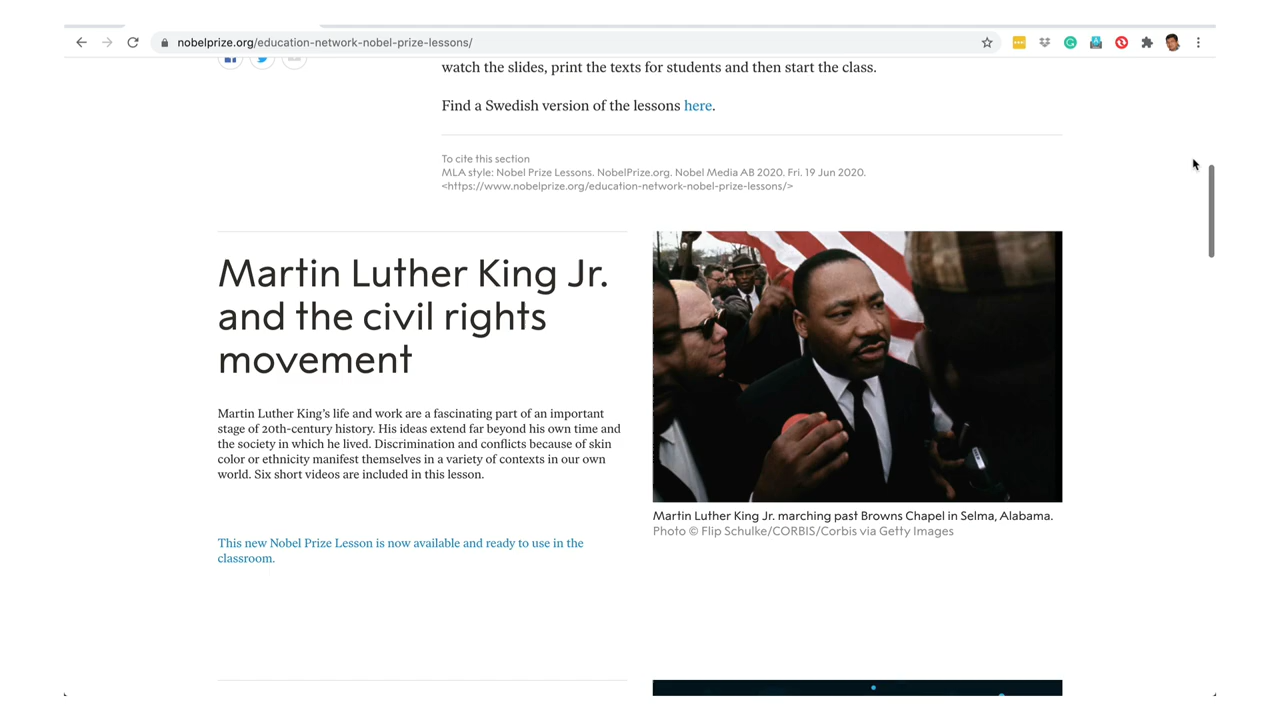 nobelprize.org/education-network-nobel-prize-lessons/
watch the slides, print the texts for students and then start the class.
Find a Swedish version of the lessons here.
To cite this section
MLA style: Nobel Prize Lessons. NobelPrize.org. Nobel Media AB 2020. Fri. 19 Jun 2020.
<https://www.nobelprize.org/education-network-nobel-prize-lessons/>
Martin Luther King Jr.
and the civil rights
movement
Martin Luther King's life and work are a fascinating part of an important
stage of 20th-century history. His ideas extend far beyond his own time and
the society in which he lived. Discrimination and conflicts because of skin
color or ethnicity manifest themselves in a variety of contexts in our own
world. Six short videos are included in this lesson.
This new Nobel Prize Lesson is now available and ready to use in the
classroom.
Martin Luther King Jr. marching past Browns Chapel in Selma, Alabama.
Photo © Flip Schulke/CORBIS/Corbis via Getty Images